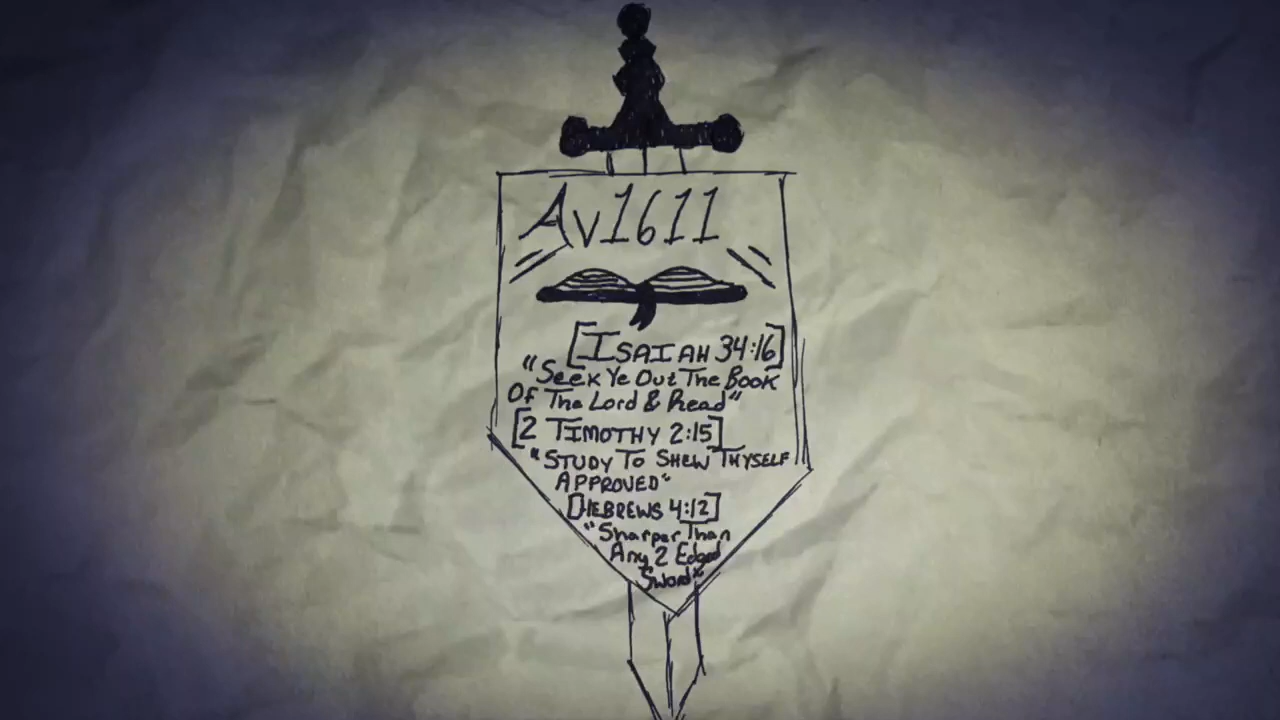 Av1611
[ISAIAH 34:16]
"Seek Ye Out The Book
Of The Lord & Read"
[2 TIMOTHY 2:15]
"STUDY TO SHEW THYSELF
APPROVED"
[HEBREWS 4:12]
"Sharper Than
Any 2 Edged
Sword"